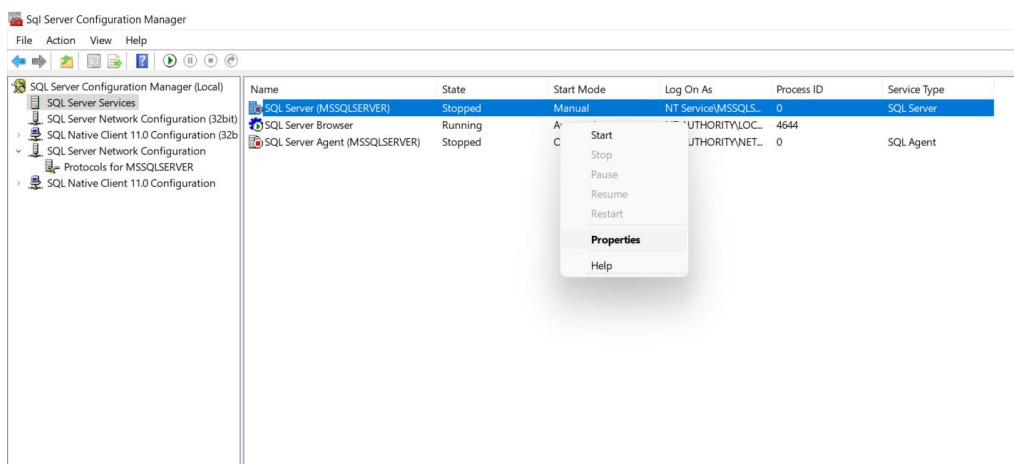 Sql Server Configuration Manager
File Action View Help
SQL Server Configuration Manager (Local)
SQL Server Services
SQL Server Network Configuration (32bit)
SQL Native Client 11.0 Configuration (32b
SQL Server Network Configuration
Protocols for MSSQLSERVER
SQL Native Client 11.0 Configuration
Name State Start Mode Log On As Process ID Service Type
SQL Server (MSSQLSERVER) Stopped Manual NT Service\MSSQLS... 0 SQL Server
SQL Server Browser Running 4644
SQL Server Agent (MSSQLSERVER) Stopped UTHORITY\NET... 0 SQL Agent
Start
Stop
Pause
Resume
Restart
Properties
Help